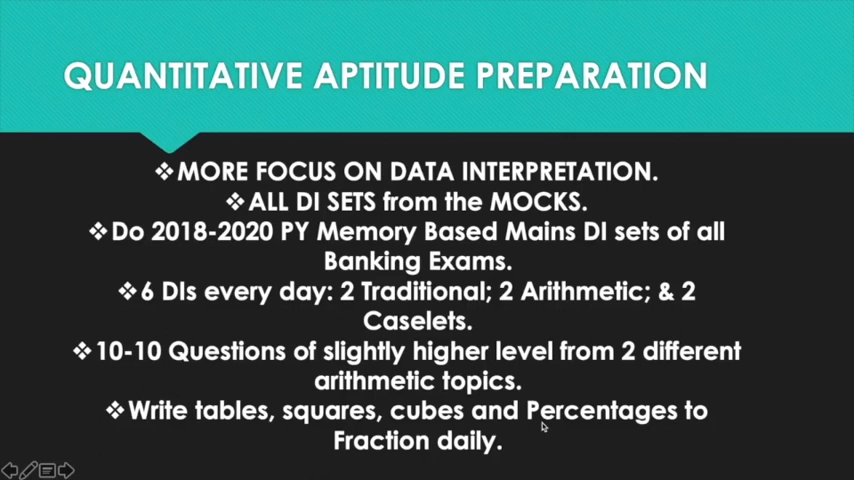 QUANTITATIVE APTITUDE PREPARATION
❖MORE FOCUS ON DATA INTERPRETATION.
❖ALL DI SETS from the MOCKS.
❖Do 2018-2020 PY Memory Based Mains DI sets of all
Banking Exams.
❖6 DIs every day: 2 Traditional; 2 Arithmetic; & 2
Caselets.
❖10-10 Questions of slightly higher level from 2 different
arithmetic topics.
❖Write tables, squares, cubes and Percentages to
Fraction daily.